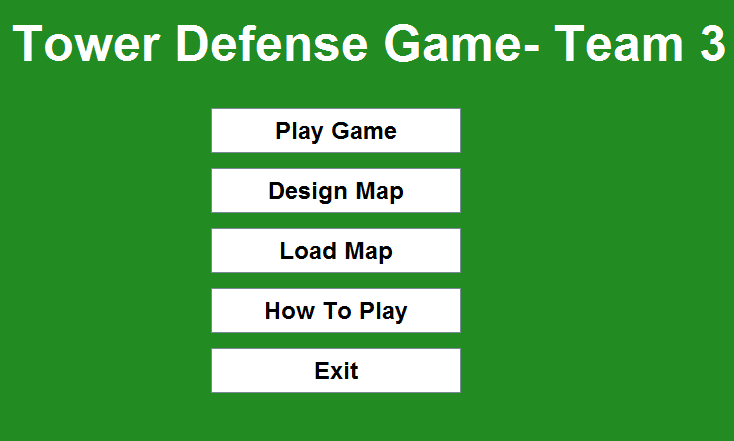 Tower Defense Game- Team 3
Play Game
Design Map
Load Map
How To Play
Exit